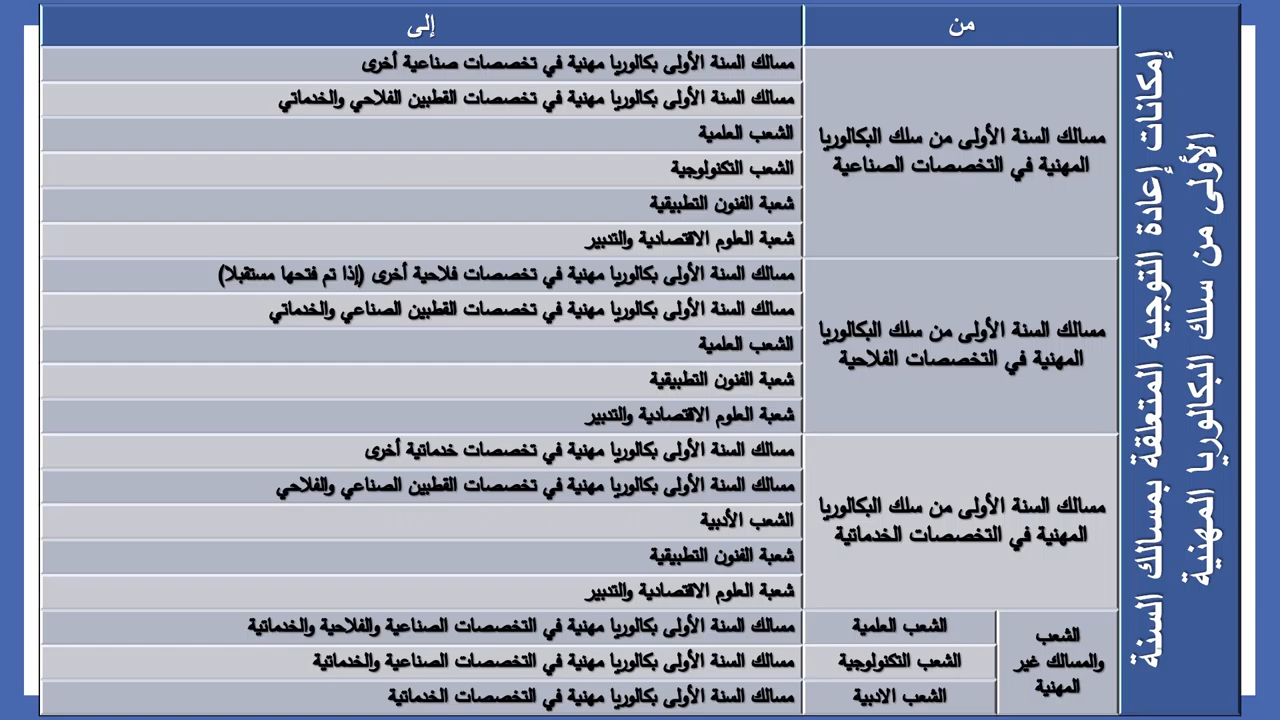 إمكانات إعادة التوجيه المتعلقة بمسالك السنة
الأولى من سلك البكالوريا المهنية
من
إلى
مسالك السنة الأولى من سلك البكالوريا
المهنية في التخصصات الصناعية
مسالك السنة الأولى بكالوريا مهنية في تخصصات صناعية أخرى
مسالك السنة الأولى بكالوريا مهنية في تخصصات القطبين الفلاحي والخدماتي
الشعب العلمية
الشعب التكنولوجية
شعبة الفنون التطبيقية
شعبة العلوم الاقتصادية والتدبير
مسالك السنة الأولى من سلك البكالوريا
المهنية في التخصصات الفلاحية
مسالك السنة الأولى بكالوريا مهنية في تخصصات فلاحية أخرى (إذا تم فتحها مستقبلا)
مسالك السنة الأولى بكالوريا مهنية في تخصصات القطبين الصناعي والخدماتي
الشعب العلمية
شعبة الفنون التطبيقية
شعبة العلوم الاقتصادية والتدبير
مسالك السنة الأولى من سلك البكالوريا
المهنية في التخصصات الخدماتية
مسالك السنة الأولى بكالوريا مهنية في تخصصات خدماتية أخرى
مسالك السنة الأولى بكالوريا مهنية في تخصصات القطبين الصناعي والفلاحي
الشعب الأدبية
شعبة الفنون التطبيقية
شعبة العلوم الاقتصادية والتدبير
الشعب
والمسالك غير
المهنية
الشعب العلمية
مسالك السنة الأولى بكالوريا مهنية في التخصصات الصناعية والفلاحية والخدماتية
الشعب التكنولوجية
مسالك السنة الأولى بكالوريا مهنية في التخصصات الصناعية والخدماتية
الشعب الادبية
مسالك السنة الأولى بكالوريا مهنية في التخصصات الخدماتية